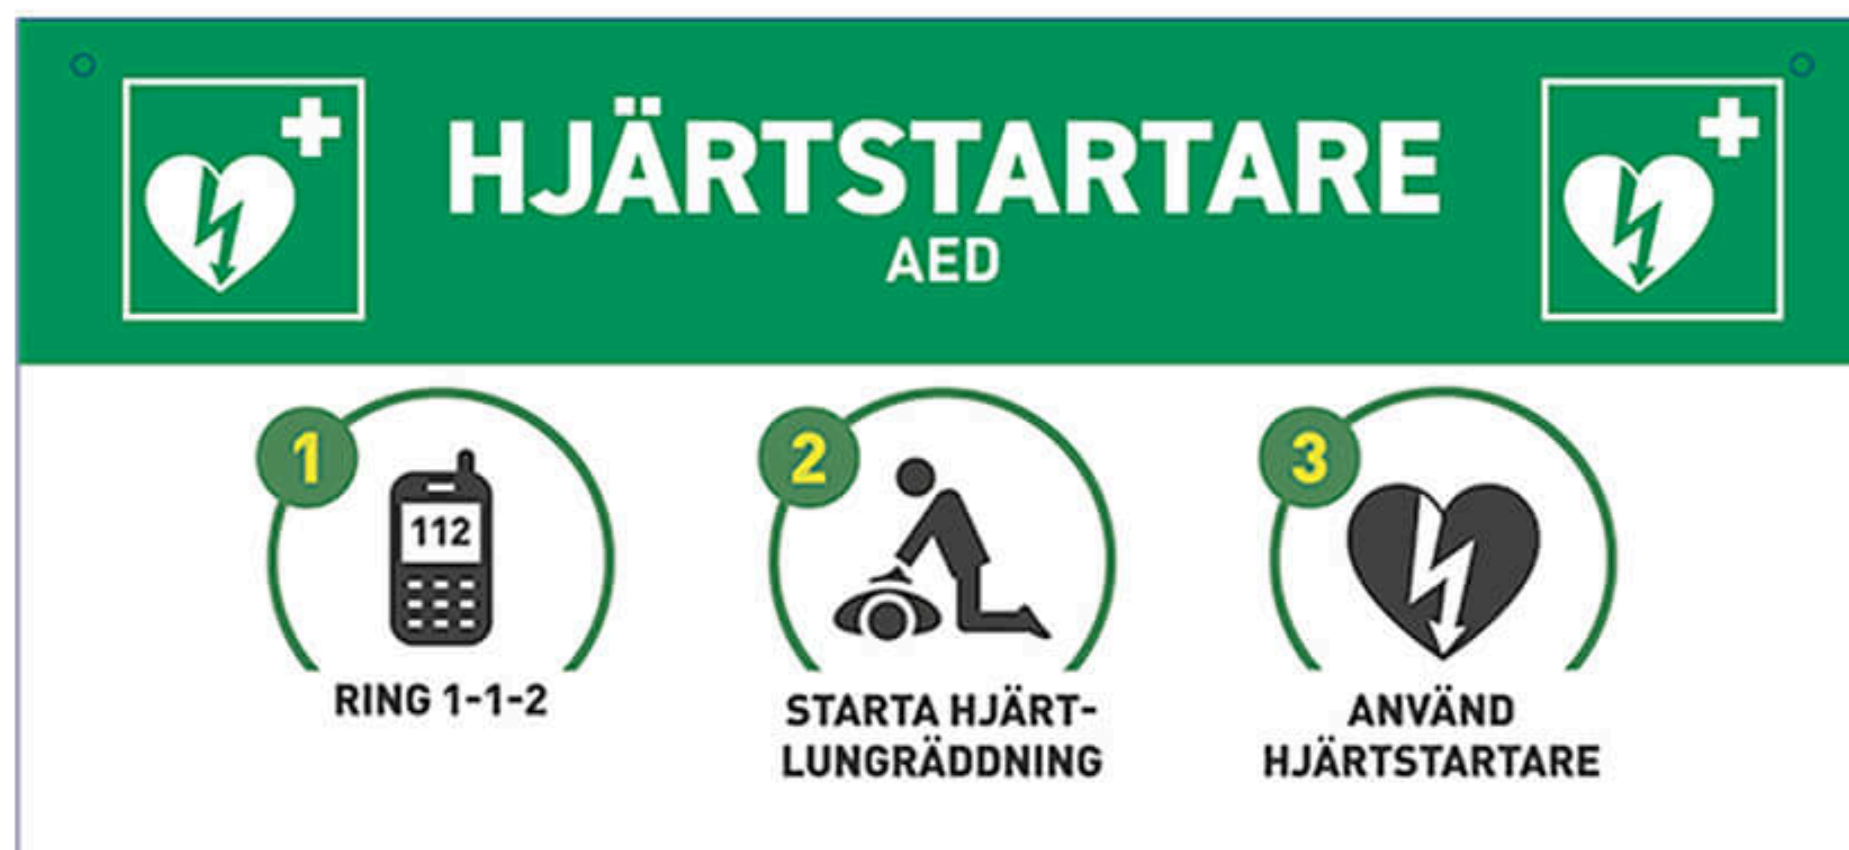 HJÄRTSTARTARE
AED
1
112
RING 1-1-2
2
STARTA HJÄRT-
LUNGRÄDDNING
3
ANVÄND
HJÄRTSTARTARE